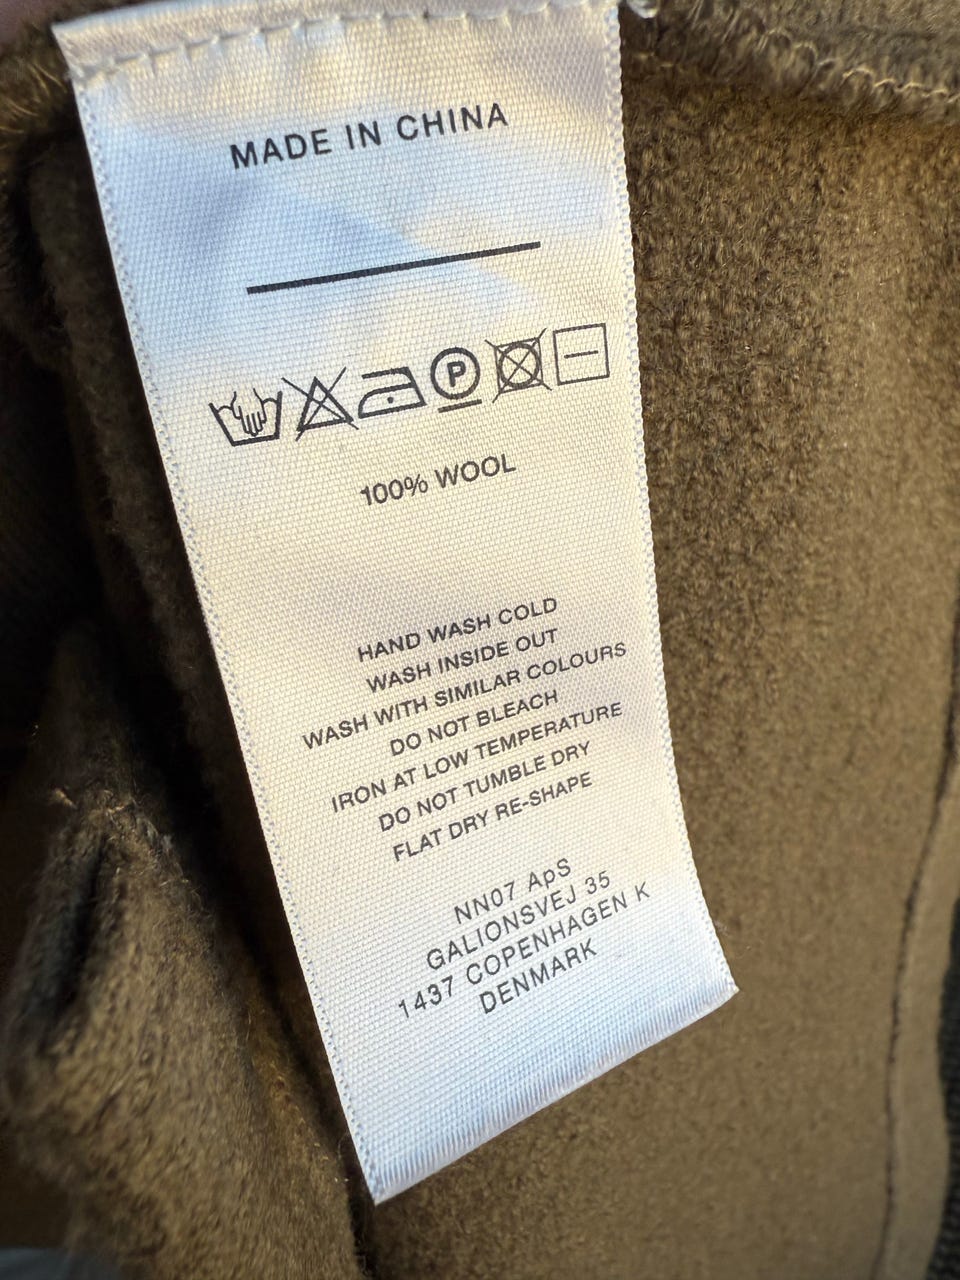 MADE IN CHINA
P
100% WOOL
HAND WASH COLD
WASH INSIDE OUT
WASH WITH SIMILAR COLOURS
DO NOT BLEACH
IRON AT LOW TEMPERATURE
DO NOT TUMBLE DRY
FLAT DRY RE-SHAPE
NN07 ApS
GALIONSVEJ 35
1437 COPENHAGEN K
DENMARK